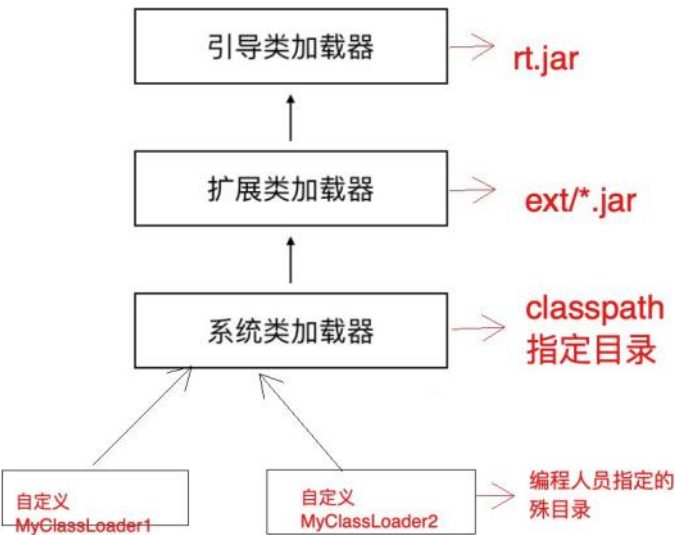 引导类加载器
rt.jar
扩展类加载器
ext/*.jar
系统类加载器
classpath
指定目录
自定义
MyClassLoader1
自定义
MyClassLoader2
编程人员指定的
殊目录